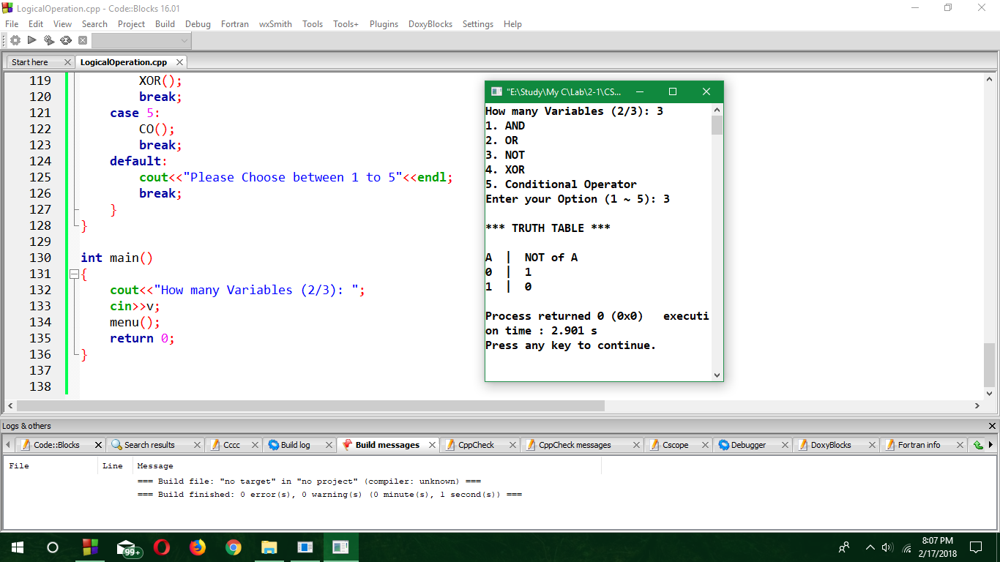 LogicalOperation.cpp - Code::Blocks 16.01
File Edit View Search Project Build Debug Fortran wxSmith Tools Tools+ Plugins DoxyBlocks Settings Help
Start here LogicalOperation.cpp
119 XOR();
120 break;
121 case 5:
122 CO();
123 break;
124 default:
125 cout<<"Please Choose between 1 to 5"<<endl;
126 break;
127 }
128 }
129
130 int main()
131 {
132 cout<<"How many Variables (2/3): ";
133 cin>>v;
134 menu();
135 return 0;
136 }
137
138
"E:\Study\My C\Lab\2-1\CS...
How many Variables (2/3): 3
1. AND
2. OR
3. NOT
4. XOR
5. Conditional Operator
Enter your Option (1 ~ 5): 3
*** TRUTH TABLE ***
A | NOT of A
0 | 1
1 | 0
Process returned 0 (0x0) executi
on time : 2.901 s
Press any key to continue.
Logs & others
Code::Blocks Search results Cccc Build log Build messages CppCheck CppCheck messages Cscope Debugger DoxyBlocks Fortran info
File Line Message
=== Build file: "no target" in "no project" (compiler: unknown) ===
=== Build finished: 0 error(s), 0 warning(s) (0 minute(s), 1 second(s)) ===
99+
8:07 PM
2/17/2018